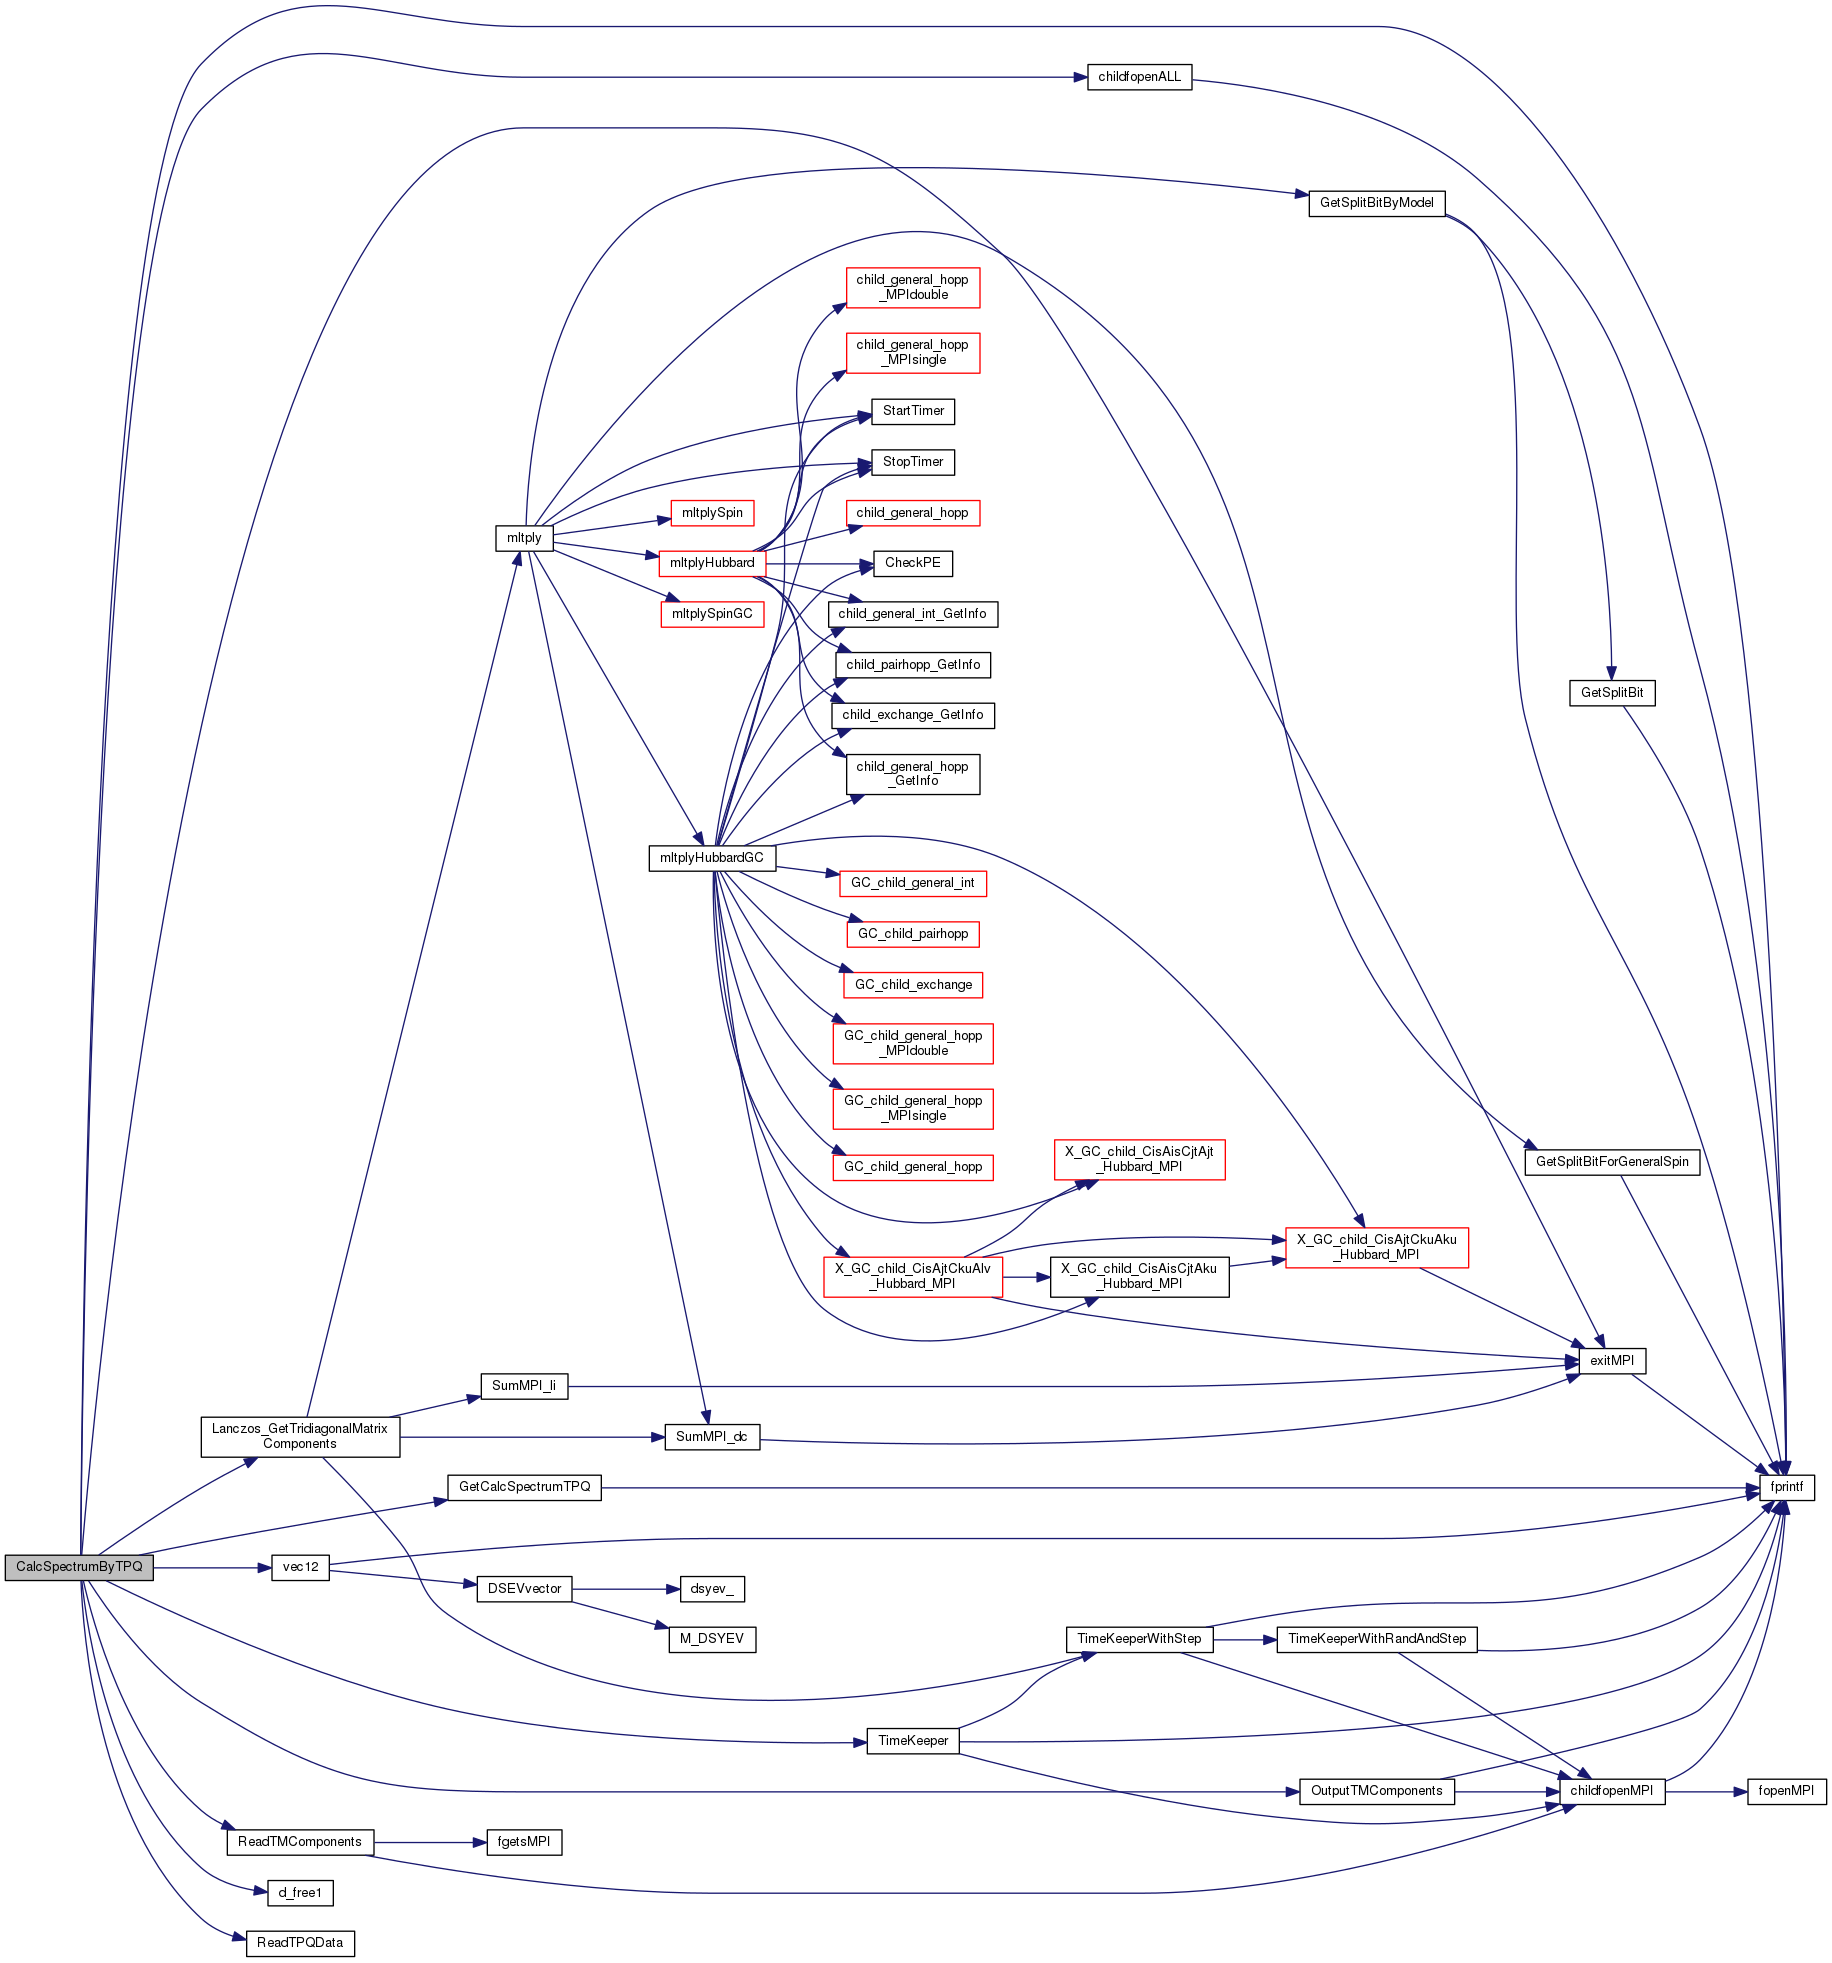 childfopenALL
GetSplitBitByModel
child_general_hopp
_MPIdouble
child_general_hopp
_MPIsingle
StartTimer
StopTimer
mltplySpin
child_general_hopp
mltply
mltplyHubbard
CheckPE
mltplySpinGC
child_general_int_GetInfo
child_pairhopp_GetInfo
GetSplitBit
child_exchange_GetInfo
child_general_hopp
_GetInfo
mltplyHubbardGC
GC_child_general_int
GC_child_pairhopp
GC_child_exchange
GC_child_general_hopp
_MPIdouble
GC_child_general_hopp
_MPIsingle
GC_child_general_hopp
X_GC_child_CisAisCjtAjt
_Hubbard_MPI
GetSplitBitForGeneralSpin
X_GC_child_CisAjtCkuAku
_Hubbard_MPI
X_GC_child_CisAjtCkuAlv
_Hubbard_MPI
X_GC_child_CisAisCjtAku
_Hubbard_MPI
exitMPI
SumMPI_li
Lanczos_GetTridiagonalMatrix
Components
SumMPI_dc
GetCalcSpectrumTPQ
fprintf
CalcSpectrumByTPQ
vec12
DSEVvector
dsyev_
M_DSYEV
TimeKeeperWithStep
TimeKeeperWithRandAndStep
TimeKeeper
OutputTMComponents
childfopenMPI
fopenMPI
ReadTMComponents
fgetsMPI
d_free1
ReadTPQData